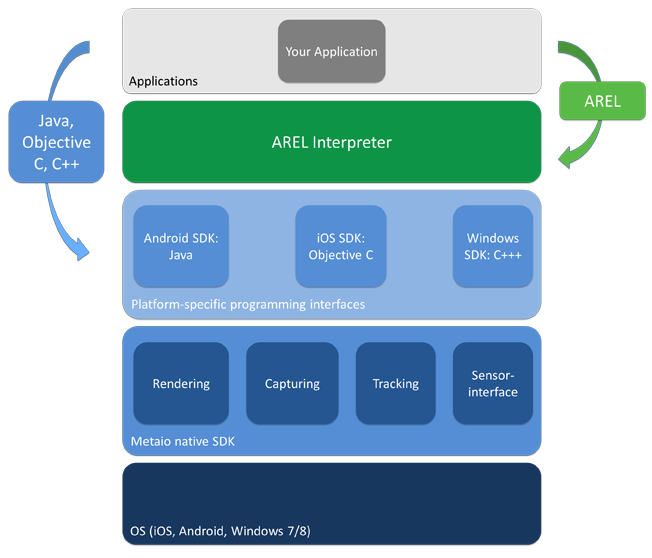 Your Application
Applications
Java,
Objective
C, C++
AREL
AREL Interpreter
Android SDK:
Java
iOS SDK:
Objective C
Windows
SDK: C+++
Platform-specific programming interfaces
Rendering
Capturing
Tracking
Sensor-
interface
Metaio native SDK
OS (iOS, Android, Windows 7/8)